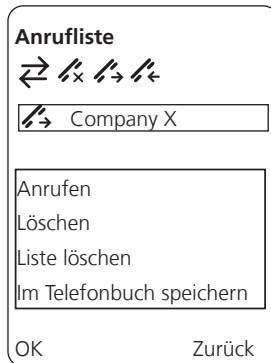 Anrufliste
Company X
Anrufen
Löschen
Liste löschen
Im Telefonbuch speichern
OK Zurück